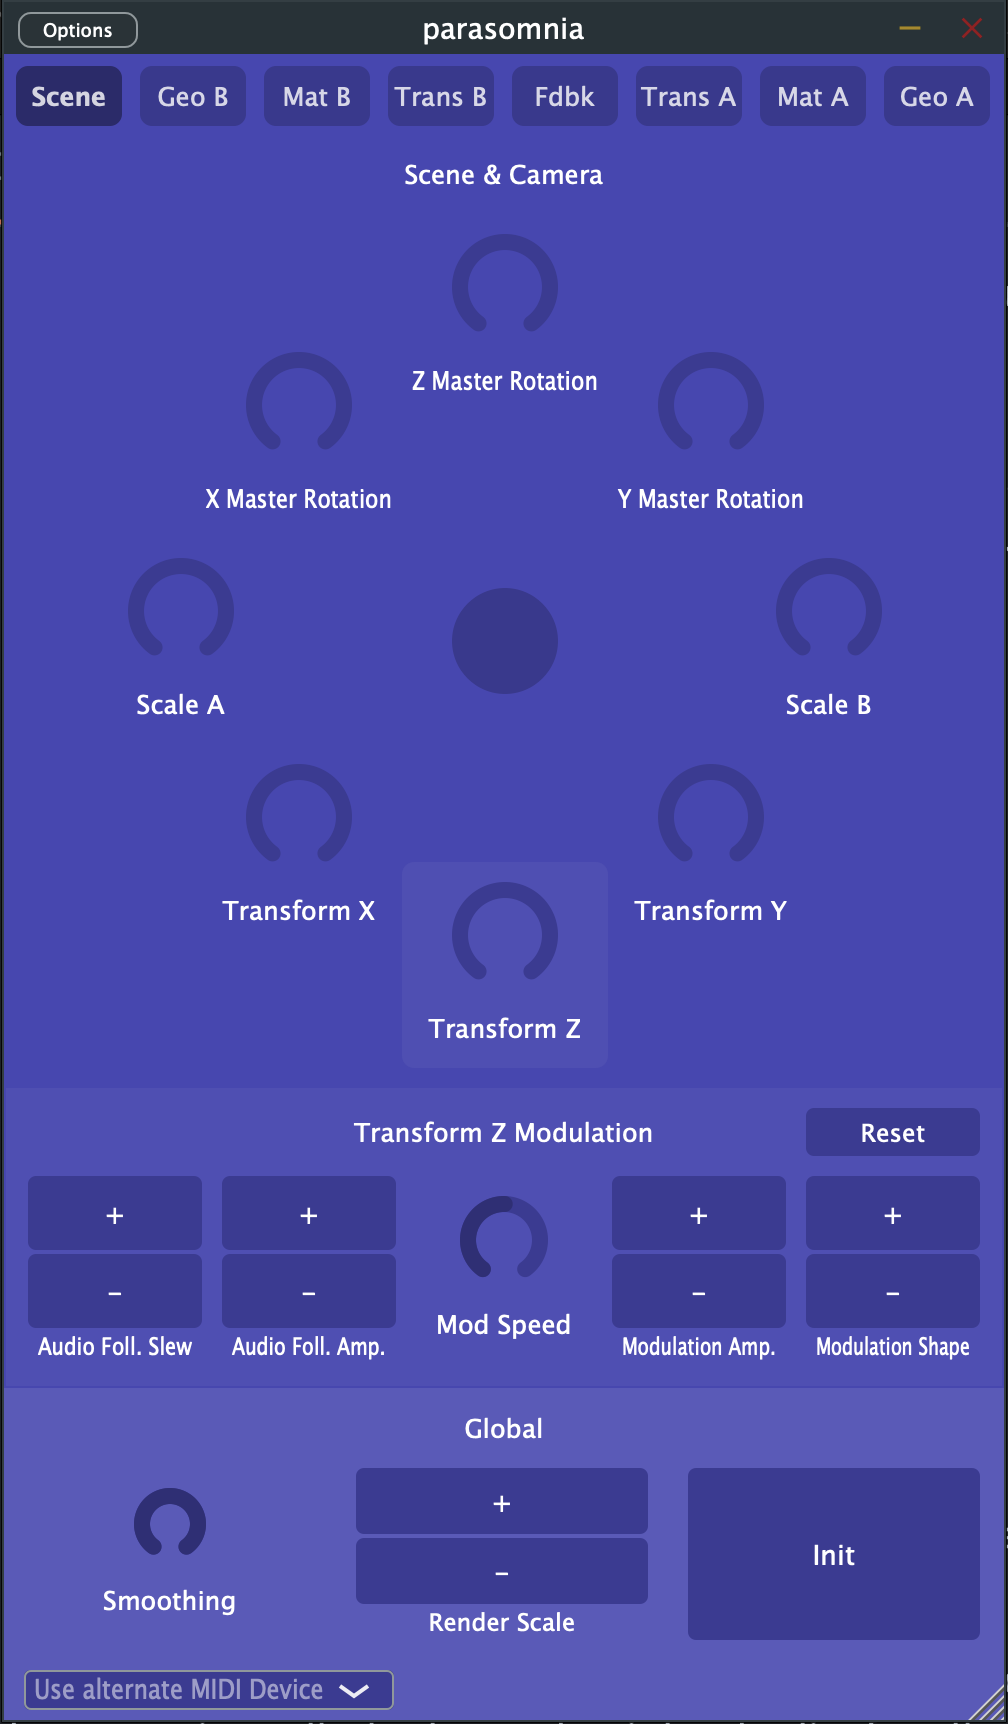 Options
parasomnia
Scene Geo B Mat B Trans B Fdbk Trans A Mat A Geo A
Scene & Camera
Z Master Rotation
X Master Rotation Y Master Rotation
Scale A Scale B
Transform X Transform Y
Transform Z
Transform Z Modulation Reset
+ + + +
- - - -
Mod Speed
Audio Foll. Slew Audio Foll. Amp. Modulation Amp. Modulation Shape
Global
+
-
Init
Smoothing
Render Scale
Use alternate MIDI Device